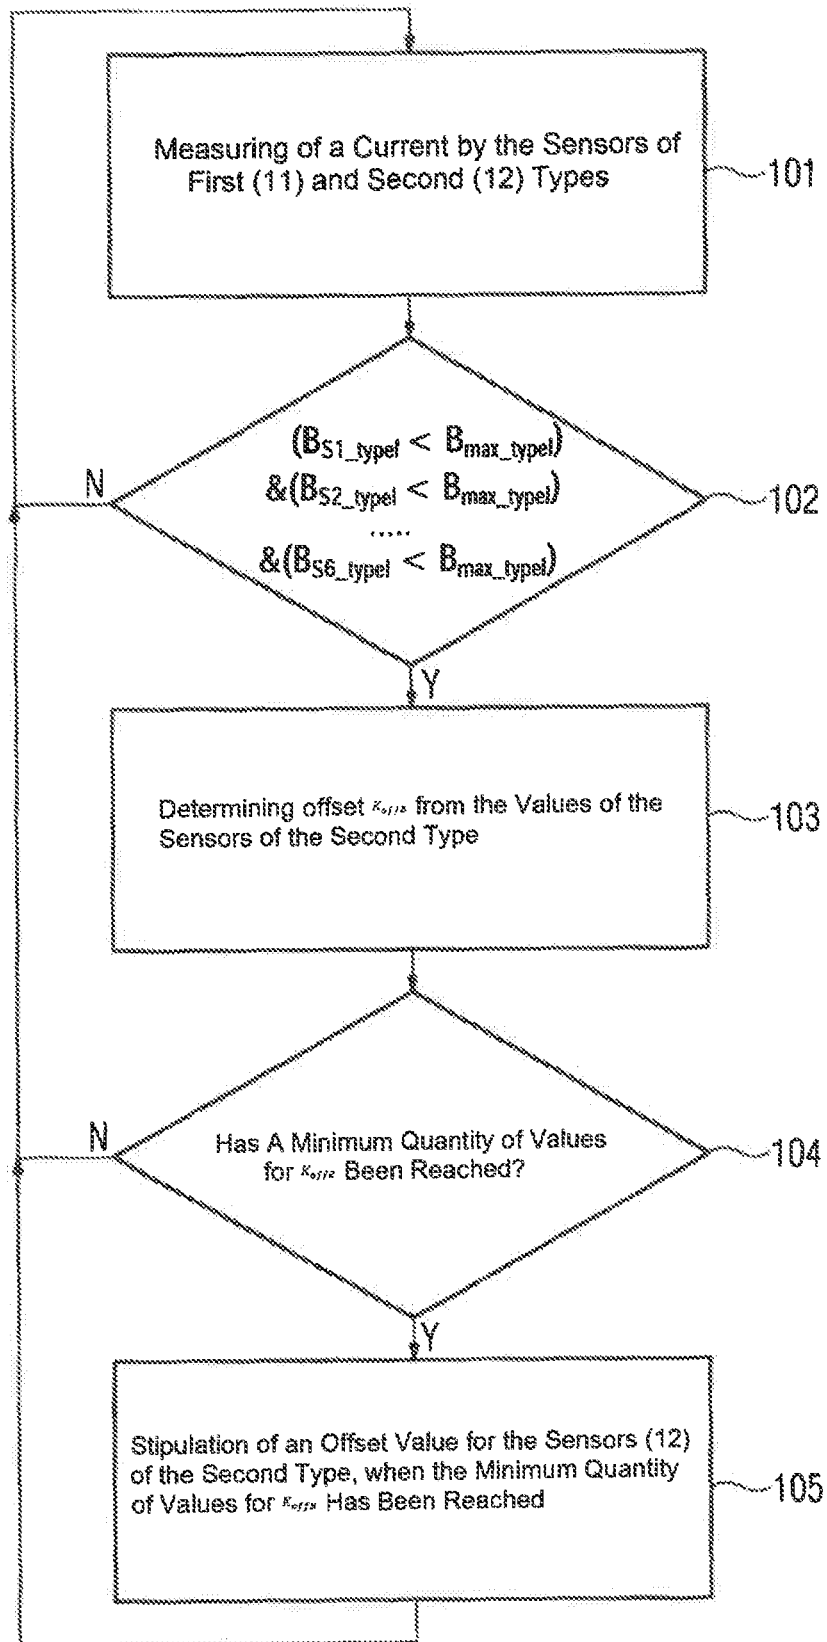 Measuring of a Current by the Sensors of
First (11) and Second (12) Types
101
(B_S1_typeI < B_max_typeI)
&(B_S2_typeI < B_max_typeI)
.....
&(B_S6_typeI < B_max_typeI)
N
102
Y
Determining offset K_offs from the Values of the
Sensors of the Second Type
103
Has A Minimum Quantity of Values
for K_offs Been Reached?
N
104
Y
Stipulation of an Offset Value for the Sensors (12)
of the Second Type, when the Minimum Quantity
of Values for K_offs Has Been Reached
105